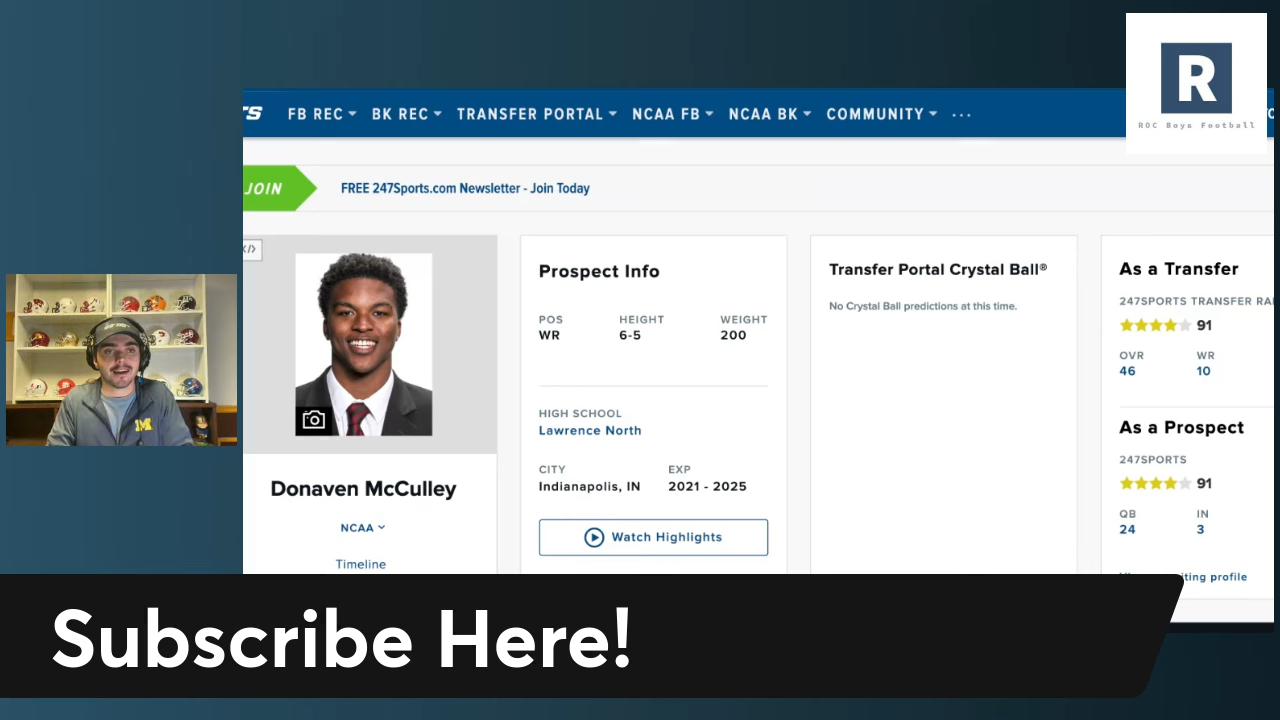 R
ROC Boys Football
TS
FB REC
BK REC
TRANSFER PORTAL
NCAA FB
NCAA BK
COMMUNITY
JOIN
FREE 247Sports.com Newsletter - Join Today
</>
Donaven McCulley
NCAA
Timeline
Prospect Info
POS HEIGHT WEIGHT
WR 6-5 200
HIGH SCHOOL
Lawrence North
CITY EXP
Indianapolis, IN 2021 - 2025
Watch Highlights
Transfer Portal Crystal Ball®
No Crystal Ball predictions at this time.
As a Transfer
247SPORTS TRANSFER RA
91
OVR WR
46 10
As a Prospect
247SPORTS
91
QB IN
24 3
iting profile
M
Subscribe Here!